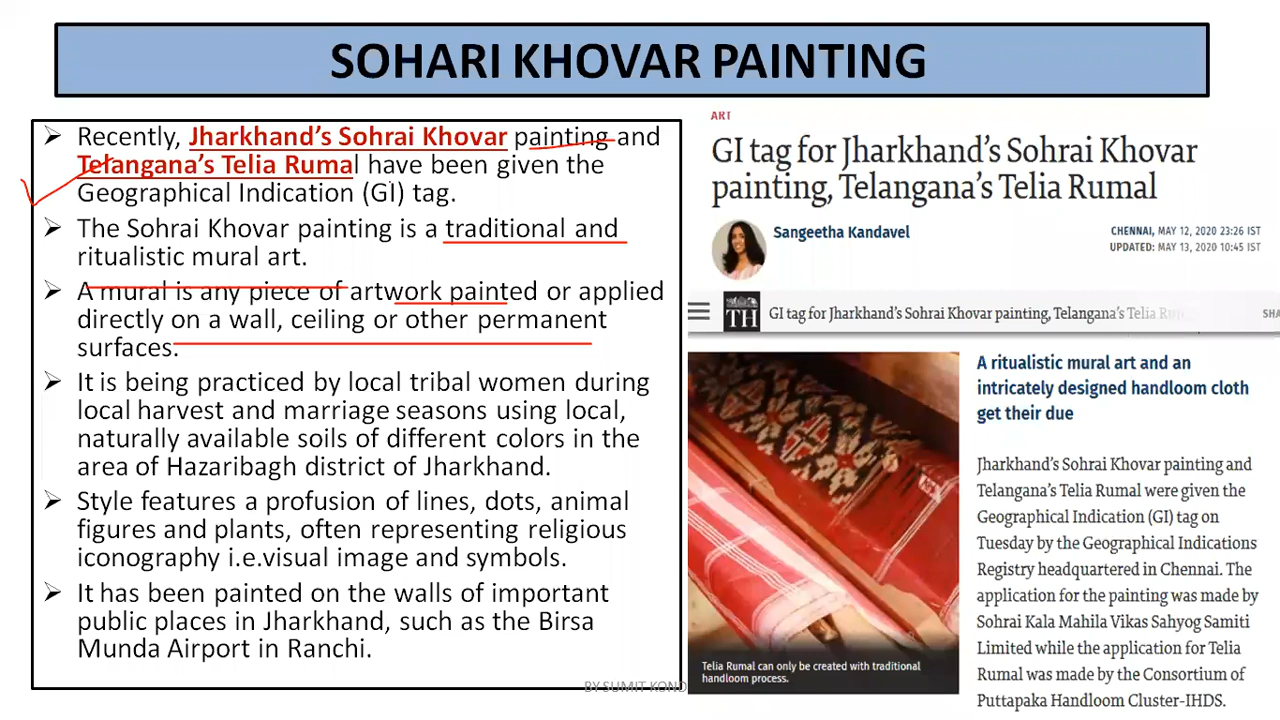 SOHARI KHOVAR PAINTING
➢ Recently, Jharkhand’s Sohrai Khovar painting and
Telangana’s Telia Rumal have been given the
Geographical Indication (GI) tag.
➢ The Sohrai Khovar painting is a traditional and
ritualistic mural art.
➢ A mural is any piece of artwork painted or applied
directly on a wall, ceiling or other permanent
surfaces.
➢ It is being practiced by local tribal women during
local harvest and marriage seasons using local,
naturally available soils of different colors in the
area of Hazaribagh district of Jharkhand.
➢ Style features a profusion of lines, dots, animal
figures and plants, often representing religious
iconography i.e.visual image and symbols.
➢ It has been painted on the walls of important
public places in Jharkhand, such as the Birsa
Munda Airport in Ranchi.
BY SUMIT KOND
ART
GI tag for Jharkhand’s Sohrai Khovar
painting, Telangana’s Telia Rumal
Sangeetha Kandavel
CHENNAI, MAY 12, 2020 23:26 IST
UPDATED: MAY 13, 2020 10:45 IST
TH GI tag for Jharkhand’s Sohrai Khovar painting, Telangana’s Telia SHA
Telia Rumal can only be created with traditional
handloom process.
A ritualistic mural art and an
intricately designed handloom cloth
get their due
Jharkhand’s Sohrai Khovar painting and
Telangana’s Telia Rumal were given the
Geographical Indication (GI) tag on
Tuesday by the Geographical Indications
Registry headquartered in Chennai. The
application for the painting was made by
Sohrai Kala Mahila Vikas Sahyog Samiti
Limited while the application for Telia
Rumal was made by the Consortium of
Puttapaka Handloom Cluster-IHDS.